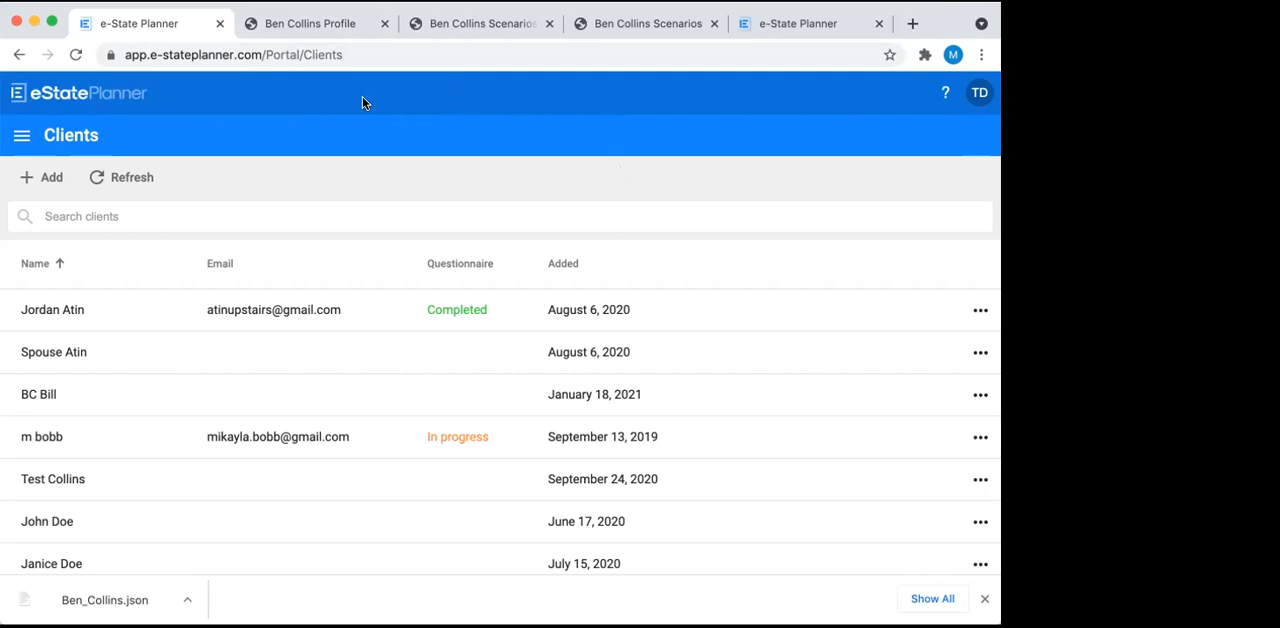 e-State Planner
Ben Collins Profile
Ben Collins Scenarios
Ben Collins Scenarios
e-State Planner
app.e-stateplanner.com/Portal/Clients
M
eStatePlanner
?
TD
Clients
Add
Refresh
Search clients
Name Email Questionnaire Added
Jordan Atin atinupstairs@gmail.com Completed August 6, 2020
Spouse Atin August 6, 2020
BC Bill January 18, 2021
m bobb mikayla.bobb@gmail.com In progress September 13, 2019
Test Collins September 24, 2020
John Doe June 17, 2020
Janice Doe July 15, 2020
Ben_Collins.json
Show All